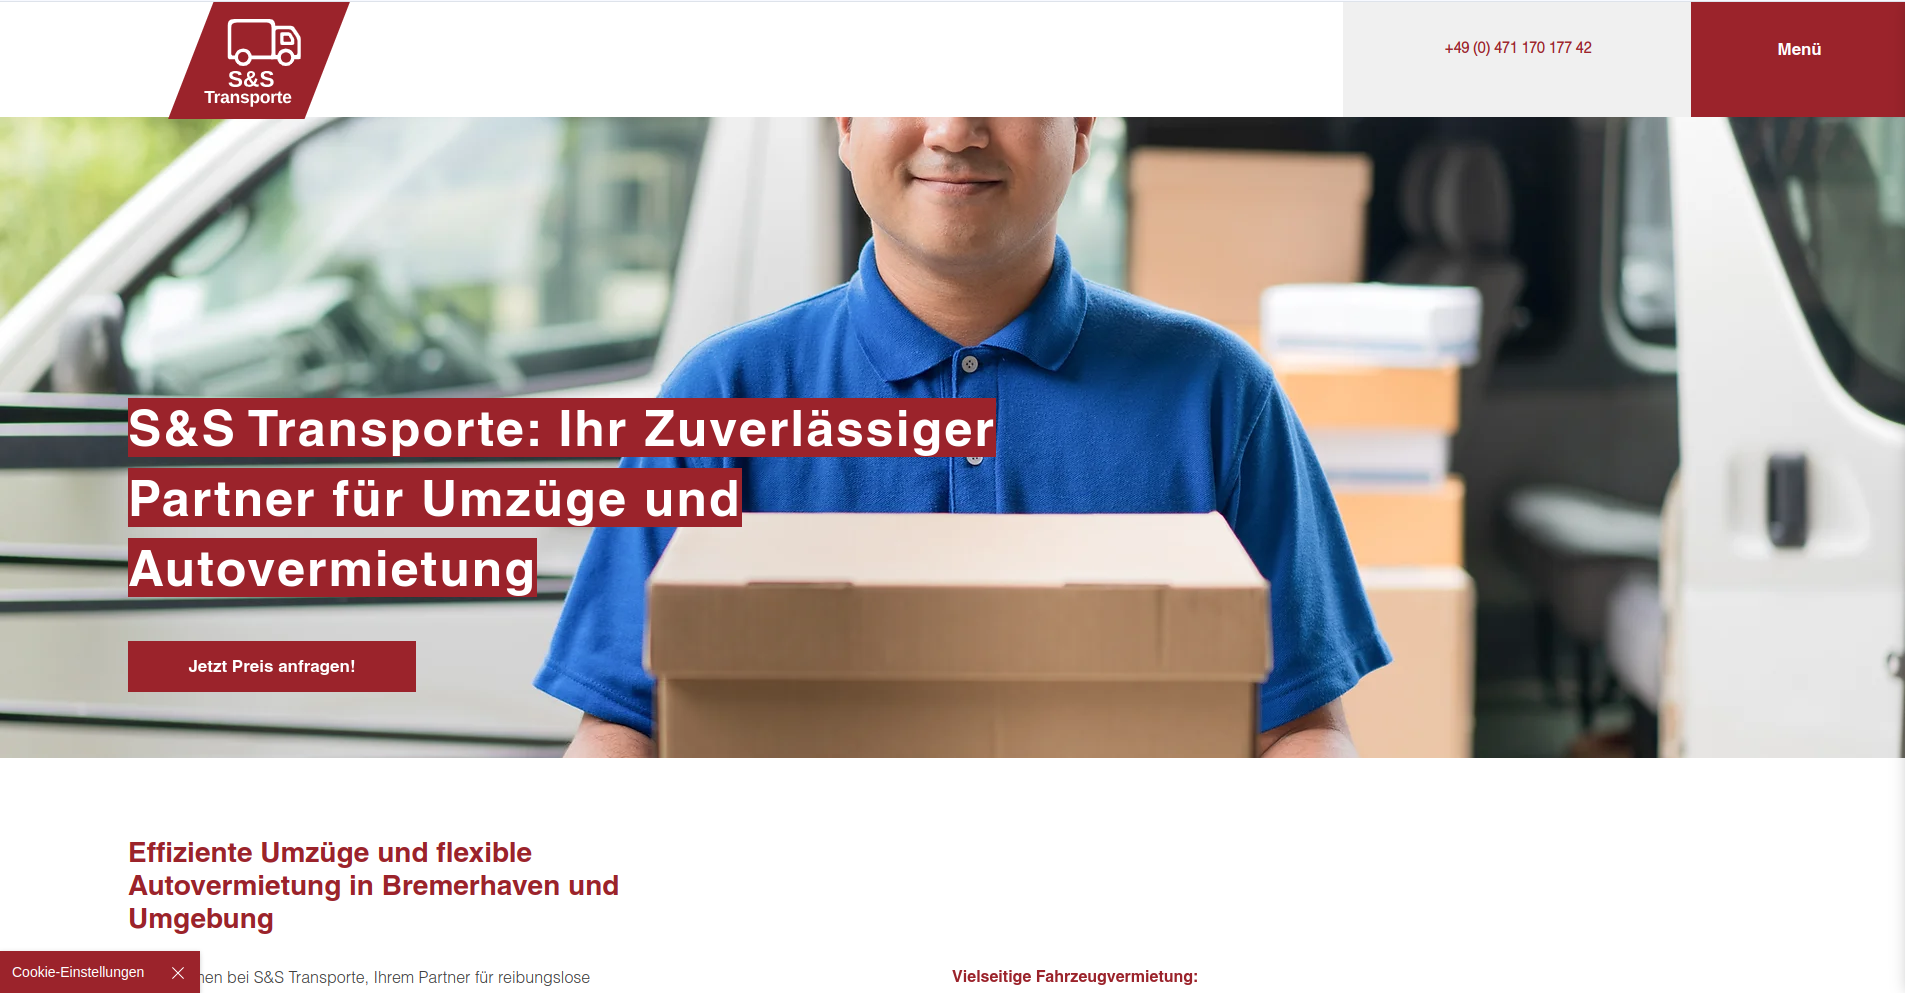 S&S
Transporte
+49 (0) 471 170 177 42
Menü
S&S Transporte: Ihr Zuverlässiger
Partner für Umzüge und
Autovermietung
Jetzt Preis anfragen!
Effiziente Umzüge und flexible
Autovermietung in Bremerhaven und
Umgebung
Cookie-Einstellungen
bei S&S Transporte, Ihrem Partner für reibungslose
Vielseitige Fahrzeugvermietung: